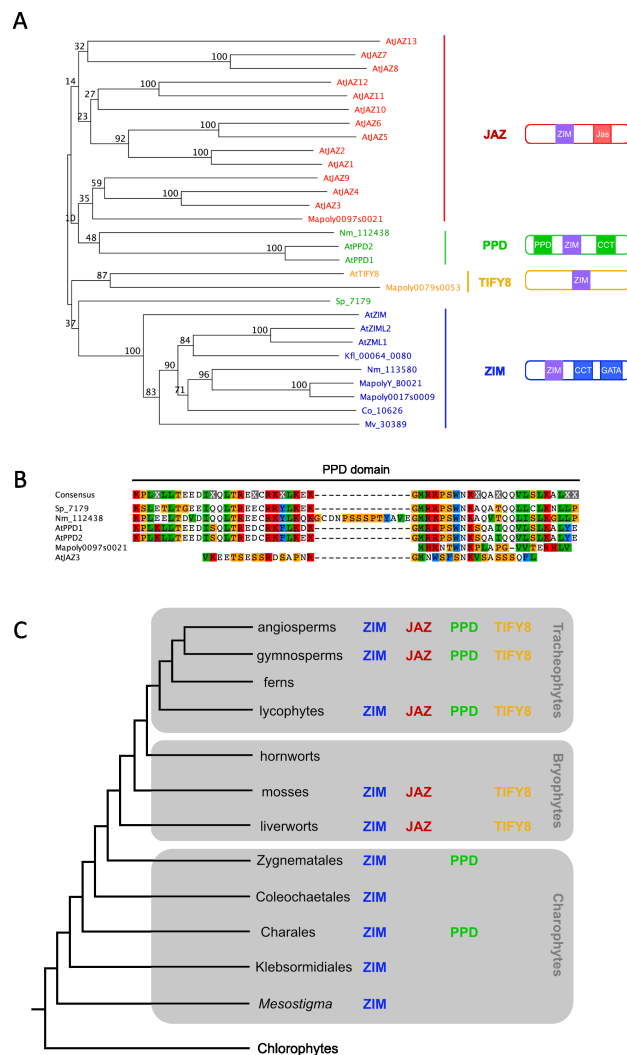 A
32
AtJAZ13
14
100
AtJAZ7
AtJAZ8
23
27
100
AtJAZ12
AtJAZ11
AtJAZ10
92
100
AtJAZ6
AtJAZ5
JAZ
ZIM
Jas
100
AtJAZ2
AtJAZ1
35
59
AtJAZ9
100
AtJAZ4
AtJAZ3
10
Mapoly0097s0021
48
Nm_112438
100
AtPPD2
AtPPD1
PPD
PPD
ZIM
CCT
87
AtTIFY8
Mapoly0079s0053
TIFY8
ZIM
37
Sp_7179
100
AtZIM
84
100
AtZIML2
AtZML1
90
Kfl_00064_0080
ZIM
ZIM
CCT
GATA
83
96
Nm_113580
71
100
MapolyY_B0021
Mapoly0017s0009
Co_10626
Mv_30389
B
PPD domain
Consensus
Sp_7179
Nm_112438
AtPPD1
AtPPD2
Mapoly0097s0021
AtJAZ3
C
angiosperms ZIM JAZ PPD TIFY8
gymnosperms ZIM JAZ PPD TIFY8
ferns
lycophytes ZIM JAZ PPD TIFY8
Tracheophytes
hornworts
mosses ZIM JAZ TIFY8
liverworts ZIM JAZ TIFY8
Bryophytes
Zygnematales ZIM PPD
Coleochaetales ZIM
Charales ZIM PPD
Klebsormidiales ZIM
Mesostigma ZIM
Charophytes
Chlorophytes